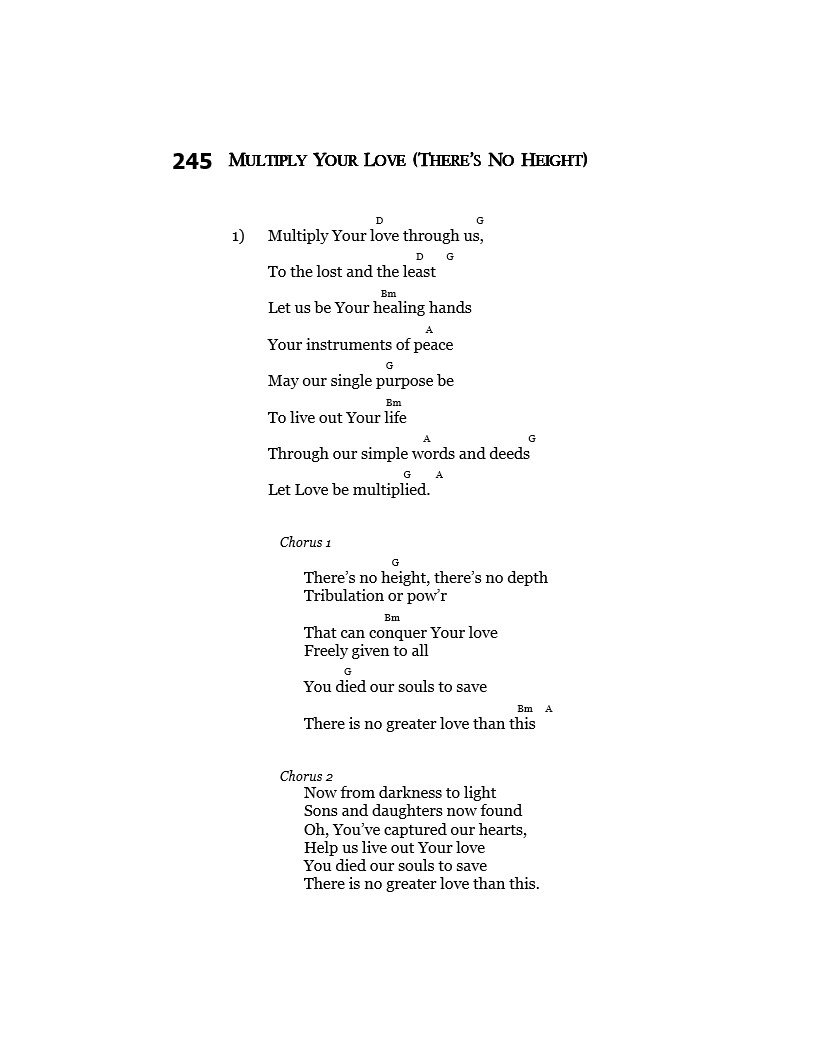 245 Multiply Your Love (There's No Height)
D G
1) Multiply Your love through us,
D G
To the lost and the least
Bm
Let us be Your healing hands
A
Your instruments of peace
G
May our single purpose be
Bm
To live out Your life
A G
Through our simple words and deeds
G A
Let Love be multiplied.
Chorus 1
G
There's no height, there's no depth
Tribulation or pow'r
Bm
That can conquer Your love
Freely given to all
G
You died our souls to save
Bm A
There is no greater love than this
Chorus 2
Now from darkness to light
Sons and daughters now found
Oh, You've captured our hearts,
Help us live out Your love
You died our souls to save
There is no greater love than this.